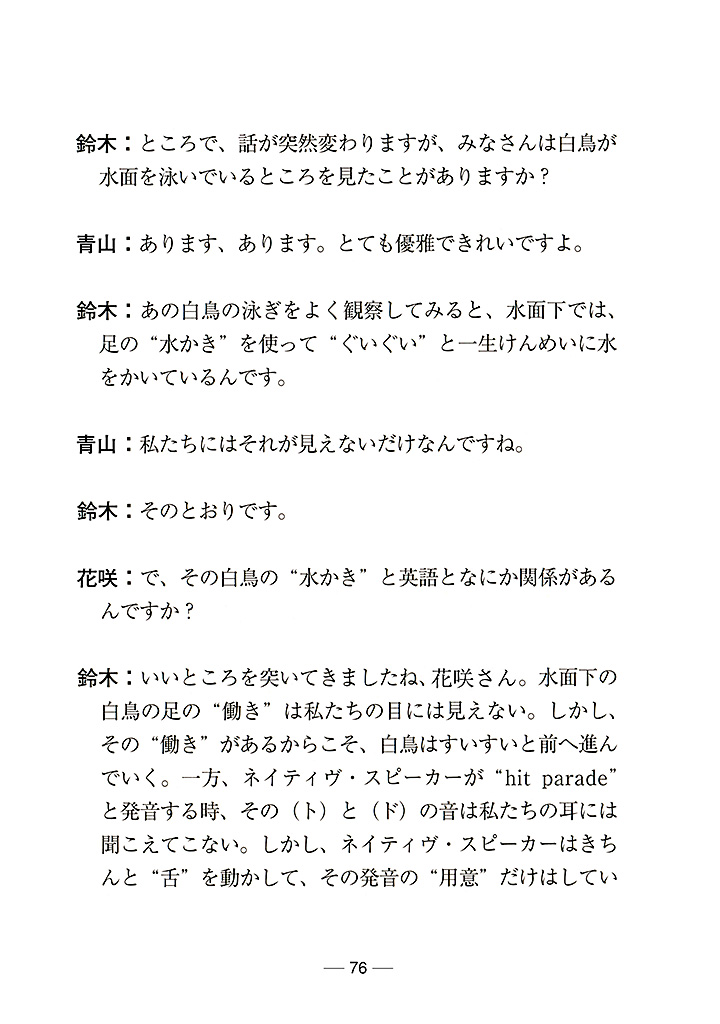 鈴木：ところで、話が突然変わりますが、みなさんは白鳥が
水面を泳いでいるところを見たことがありますか？
青山：あります、あります。とても優雅できれいですよ。
鈴木：あの白鳥の泳ぎをよく観察してみると、水面下では、
足の“水かき”を使って“ぐいぐい”と一生けんめいに水
をかいているんです。
青山：私たちにはそれが見えないだけなんですね。
鈴木：そのとおりです。
花咲：で、その白鳥の“水かき”と英語となにか関係がある
んですか？
鈴木：いいところを突いてきましたね、花咲さん。水面下の
白鳥の足の“働き”は私たちの目には見えない。しかし、
その“働き”があるからこそ、白鳥はすいすいと前へ進ん
でいく。一方、ネイティヴ・スピーカーが“hit parade”
と発音する時、その（ト）と（ド）の音は私たちの耳には
聞こえてこない。しかし、ネイティヴ・スピーカーはきち
んと“舌”を動かして、その発音の“用意”だけはしてい
— 76 —